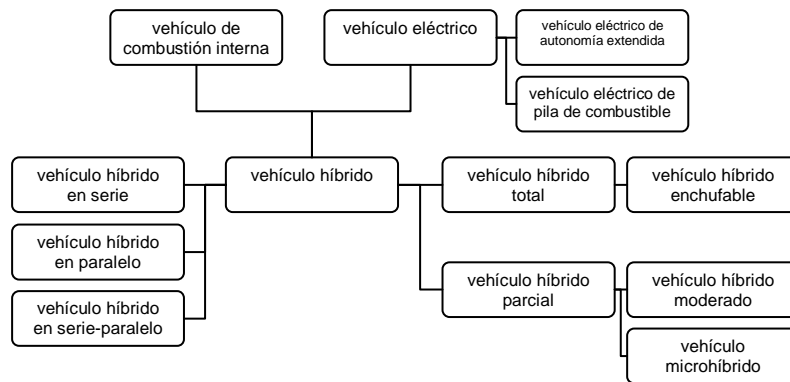 vehículo de
combustión interna
vehículo eléctrico
vehículo eléctrico de
autonomía extendida
vehículo eléctrico de
pila de combustible
vehículo híbrido
en serie
vehículo híbrido
vehículo híbrido
total
vehículo híbrido
enchufable
vehículo híbrido
en paralelo
vehículo híbrido
parcial
vehículo híbrido
moderado
vehículo híbrido
en serie-paralelo
vehículo
microhíbrido